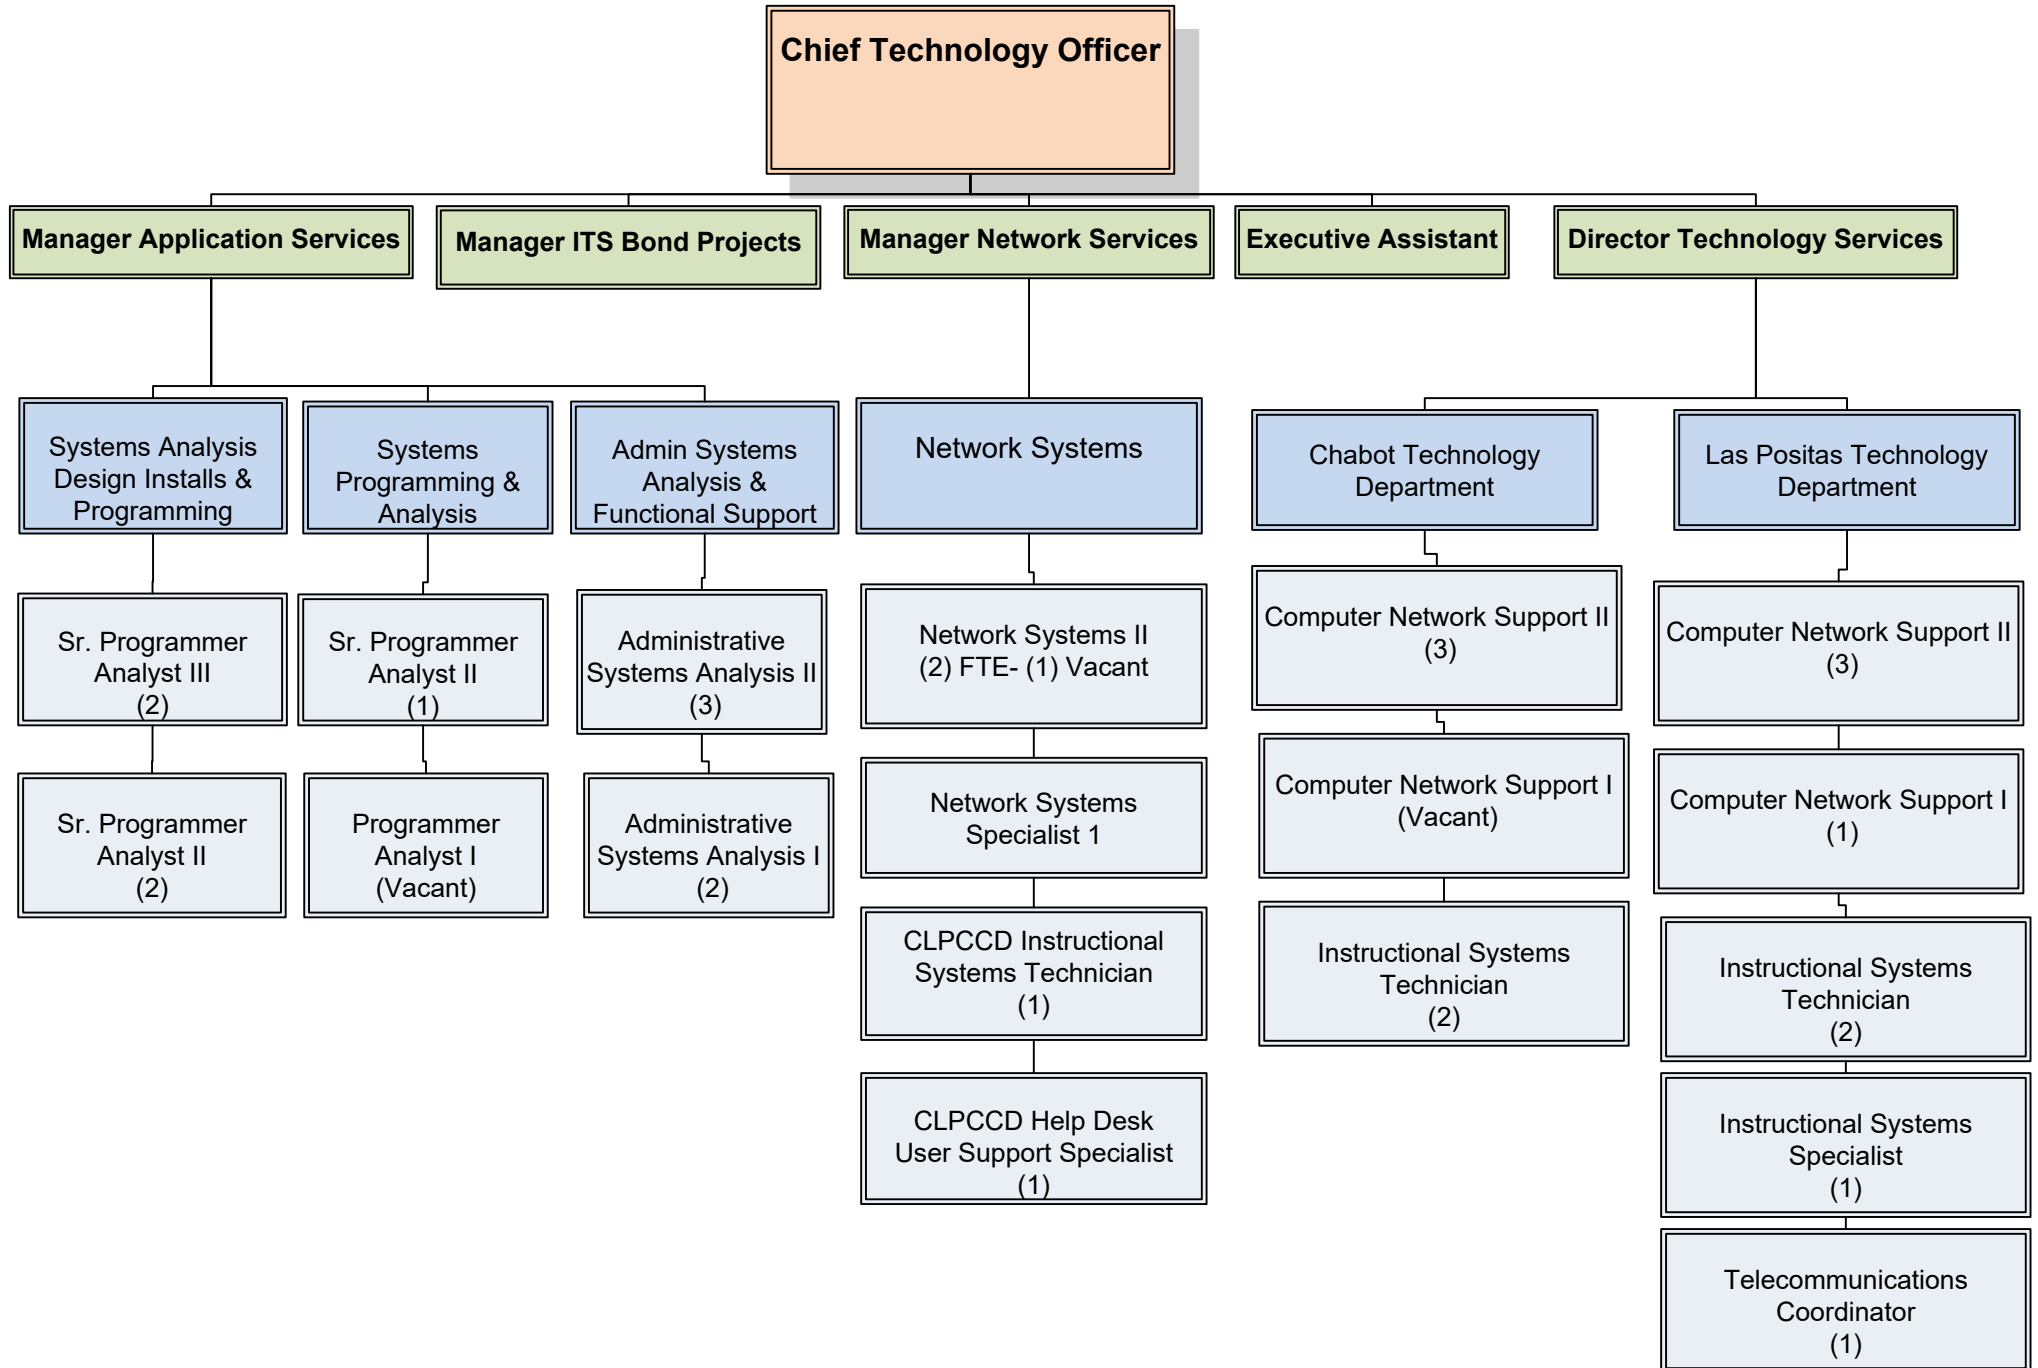 Chief Technology Officer
Manager Application Services
Manager ITS Bond Projects
Manager Network Services
Executive Assistant
Director Technology Services
Systems Analysis
Design Installs &
Programming
Systems
Programming &
Analysis
Admin Systems
Analysis &
Functional Support
Network Systems
Chabot Technology
Department
Las Positas Technology
Department
Sr. Programmer
Analyst III
(2)
Sr. Programmer
Analyst II
(1)
Administrative
Systems Analysis II
(3)
Network Systems II
(2) FTE- (1) Vacant
Computer Network Support II
(3)
Computer Network Support II
(3)
Sr. Programmer
Analyst II
(2)
Programmer
Analyst I
(Vacant)
Administrative
Systems Analysis I
(2)
Network Systems
Specialist 1
Computer Network Support I
(Vacant)
Computer Network Support I
(1)
CLPCCD Instructional
Systems Technician
(1)
Instructional Systems
Technician
(2)
Instructional Systems
Technician
(2)
CLPCCD Help Desk
User Support Specialist
(1)
Instructional Systems
Specialist
(1)
Telecommunications
Coordinator
(1)